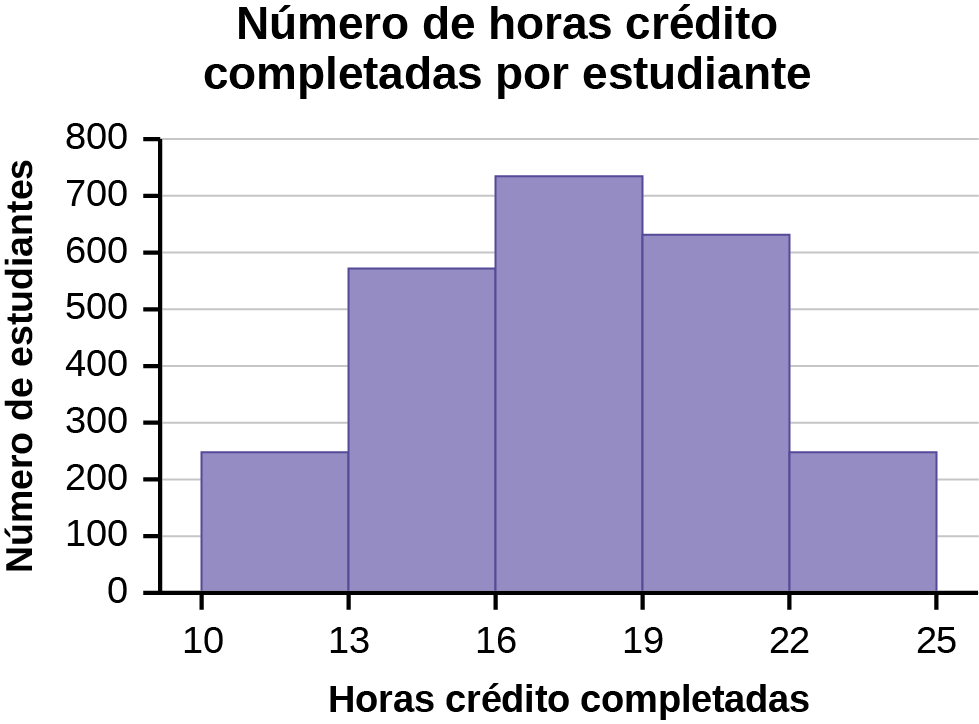 Número de horas crédito
completadas por estudiante
Número de estudiantes
800
700
600
500
400
300
200
100
0
10 13 16 19 22 25
Horas crédito completadas